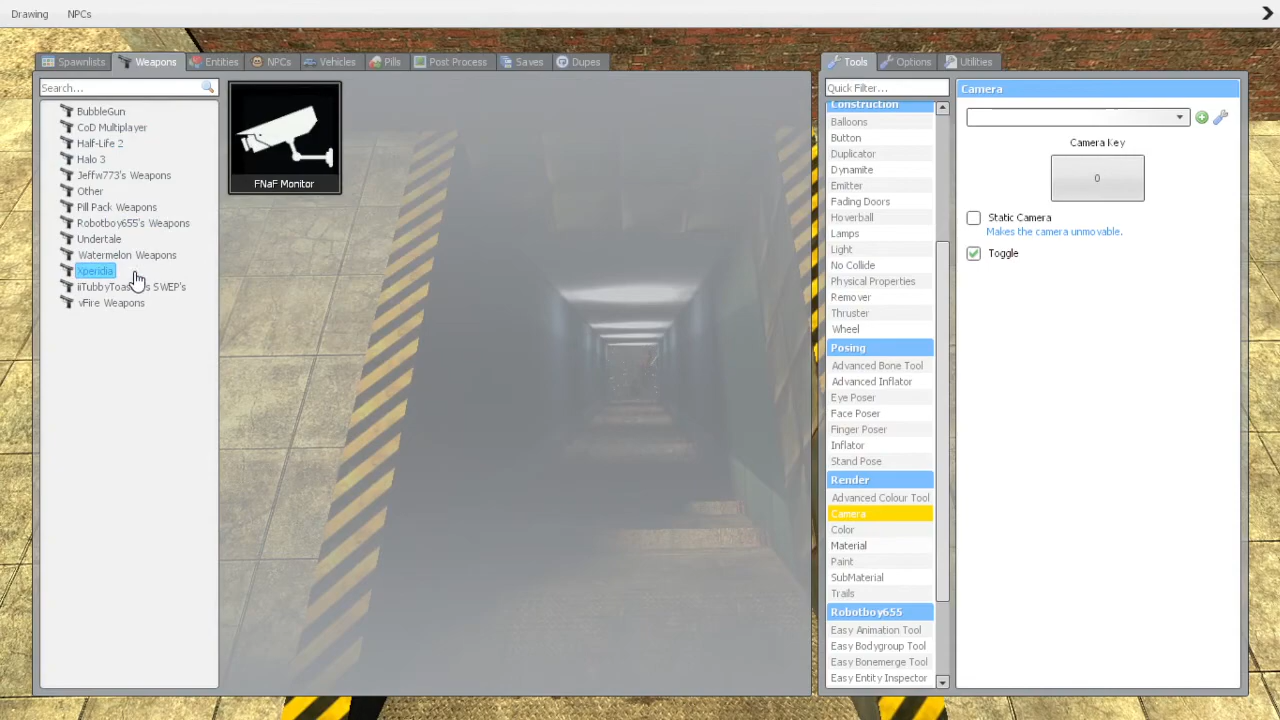 Drawing NPCs
Spawnlists Weapons Entities NPCs Vehicles Pills Post Process Saves Dupes
Search...
BubbleGun
CoD Multiplayer
Half-Life 2
Halo 3
Jeffw773's Weapons
Other
Pill Pack Weapons
Robotboy655's Weapons
Undertale
Watermelon Weapons
Xperidia
s SWEP's
vFire Weapons
FNaF Monitor
Tools Options Utilities
Quick Filter...
Construction
Balloons
Button
Duplicator
Dynamite
Emitter
Fading Doors
Hoverball
Lamps
Light
No Collide
Physical Properties
Remover
Thruster
Wheel
Posing
Advanced Bone Tool
Advanced Inflator
Eye Poser
Face Poser
Finger Poser
Inflator
Stand Pose
Render
Advanced Colour Tool
Camera
Color
Material
Paint
SubMaterial
Trails
Robotboy655
Easy Animation Tool
Easy Bodygroup Tool
Easy Bonemerge Tool
Easy Entity Inspector
Camera
Camera Key
0
Static Camera
Makes the camera unmovable.
Toggle